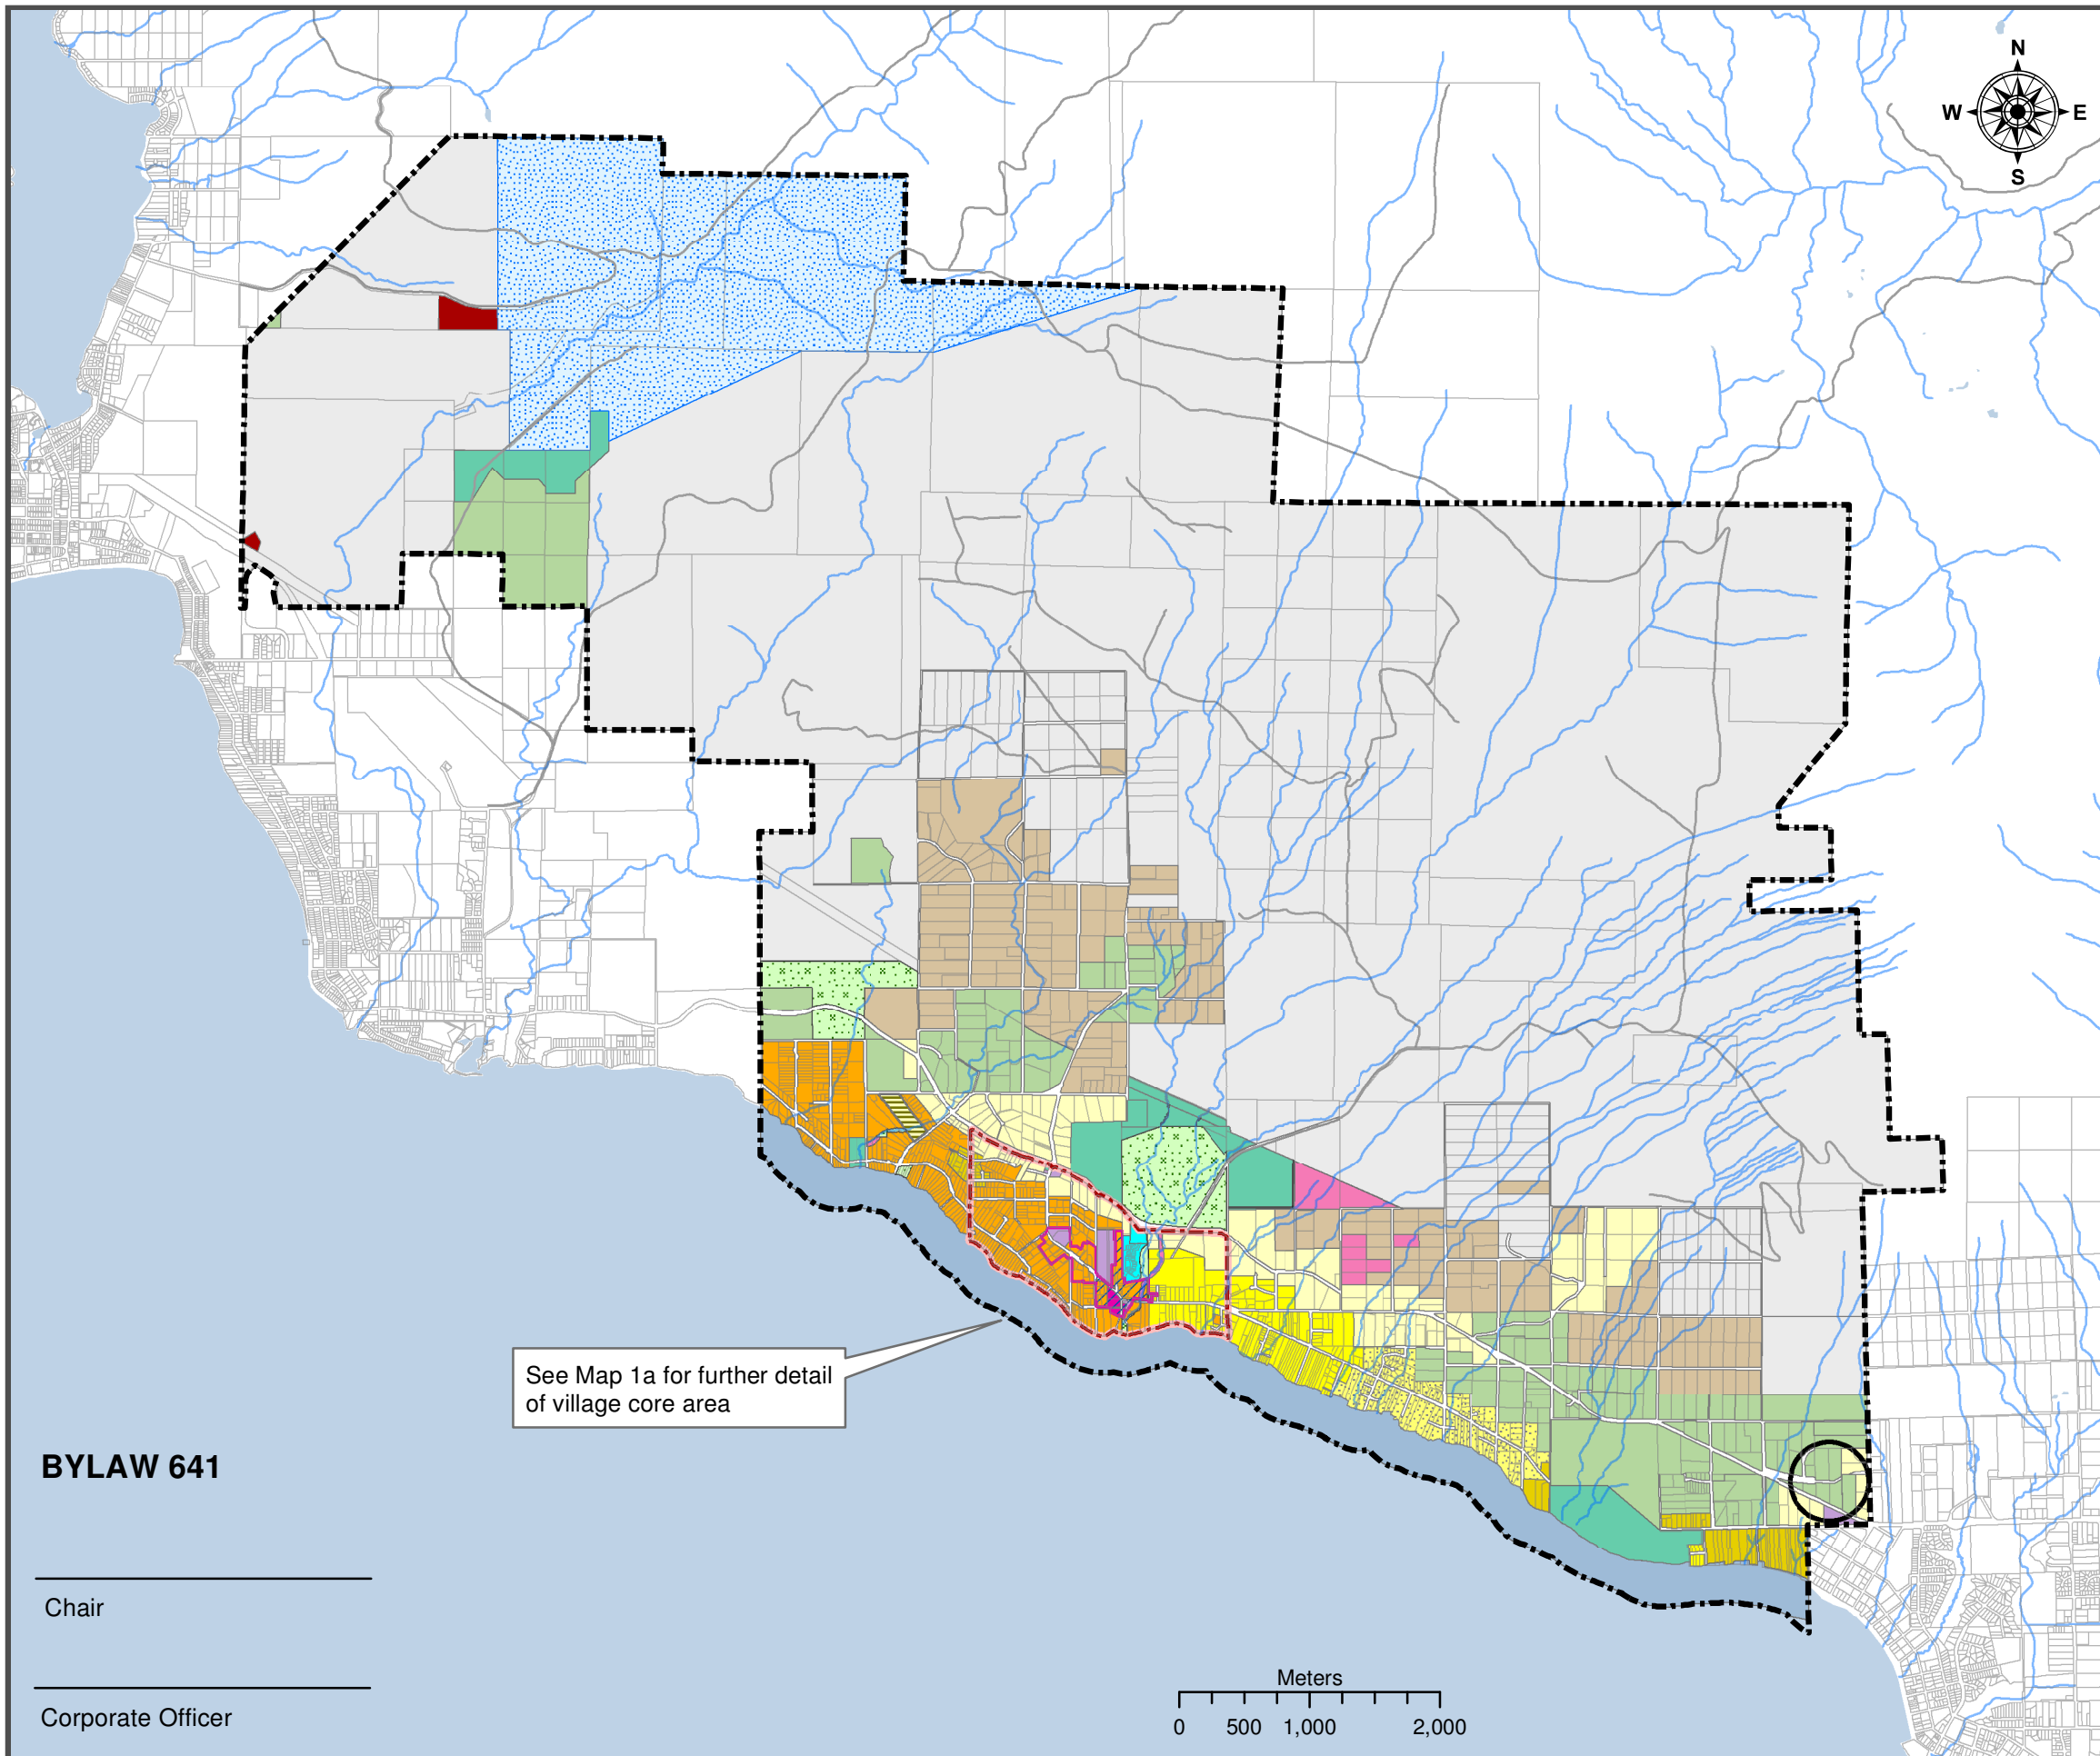 N
W E
S
See Map 1a for further detail
of village core area
BYLAW 641
Chair
Corporate Officer
Meters
0 500 1,000 2,000